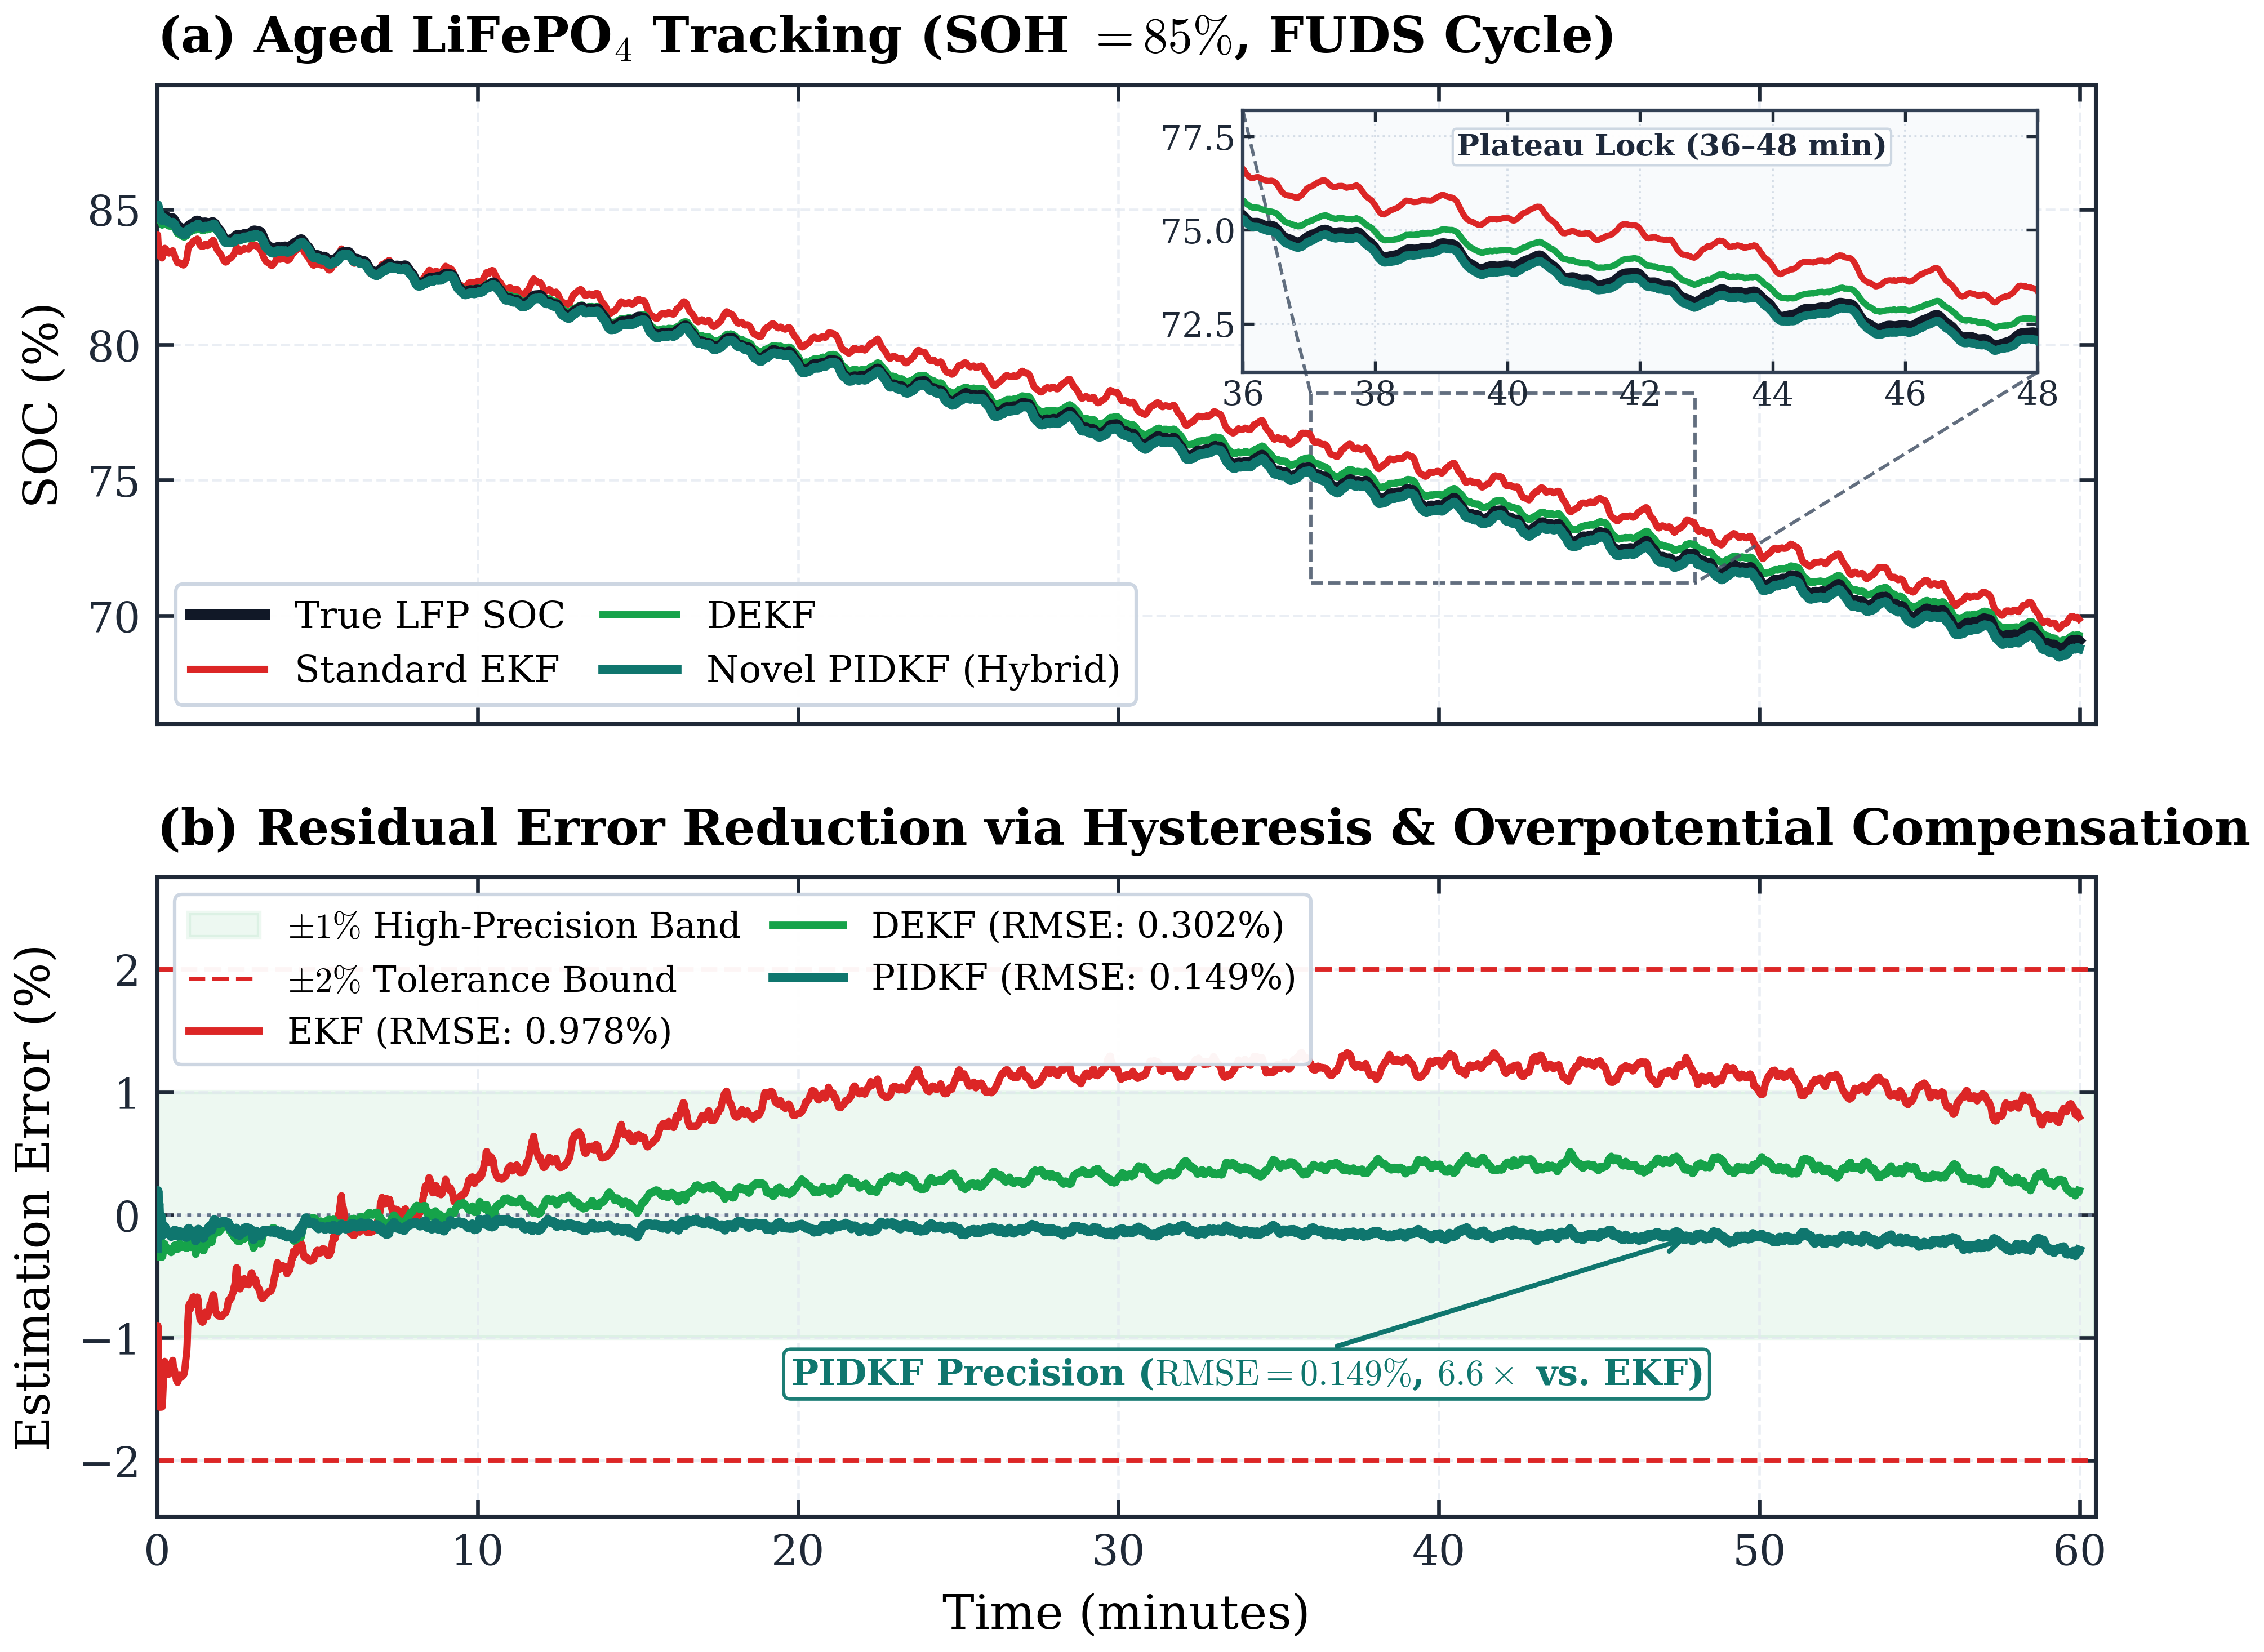 (a) Aged LiFePO₄ Tracking (SOH = 85%, FUDS Cycle)
SOC (%)
85
80
75
70
77.5
75.0
72.5
Plateau Lock (36–48 min)
36 38 40 42 44 46 48
True LFP SOC
Standard EKF
DEKF
Novel PIDKF (Hybrid)
(b) Residual Error Reduction via Hysteresis & Overpotential Compensation
Estimation Error (%)
2
1
0
−1
−2
±1% High-Precision Band
±2% Tolerance Bound
EKF (RMSE: 0.978%)
DEKF (RMSE: 0.302%)
PIDKF (RMSE: 0.149%)
PIDKF Precision (RMSE = 0.149%, 6.6× vs. EKF)
0 10 20 30 40 50 60
Time (minutes)